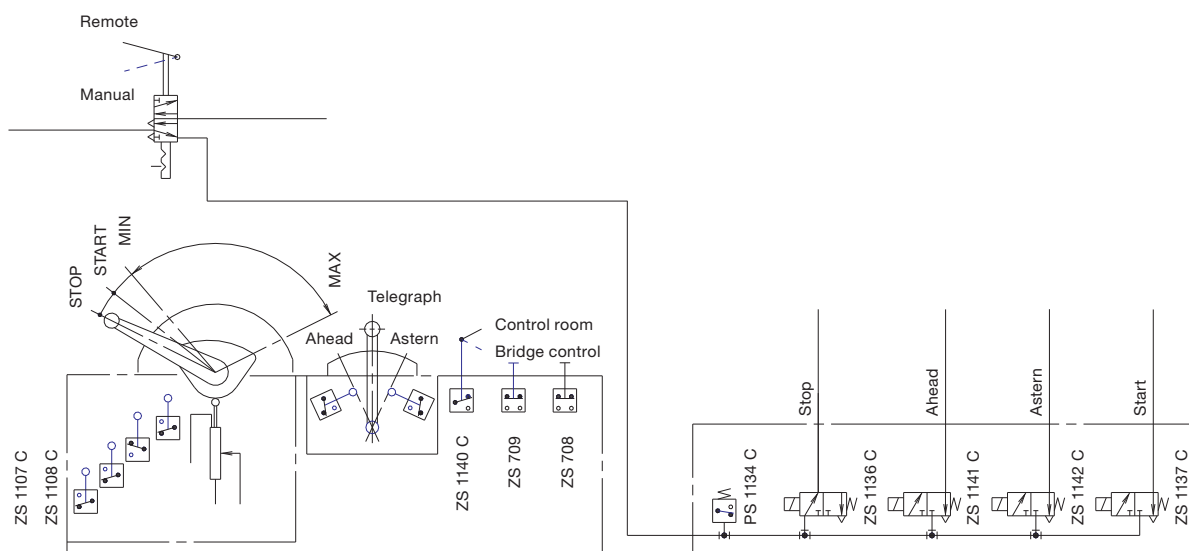 Remote
Manual
STOP
START
MIN
MAX
Telegraph
Ahead
Astern
Control room
Bridge control
ZS 1107 C
ZS 1108 C
ZS 1140 C
ZS 709
ZS 708
Stop
Ahead
Astern
Start
PS 1134 C
ZS 1136 C
ZS 1141 C
ZS 1142 C
ZS 1137 C